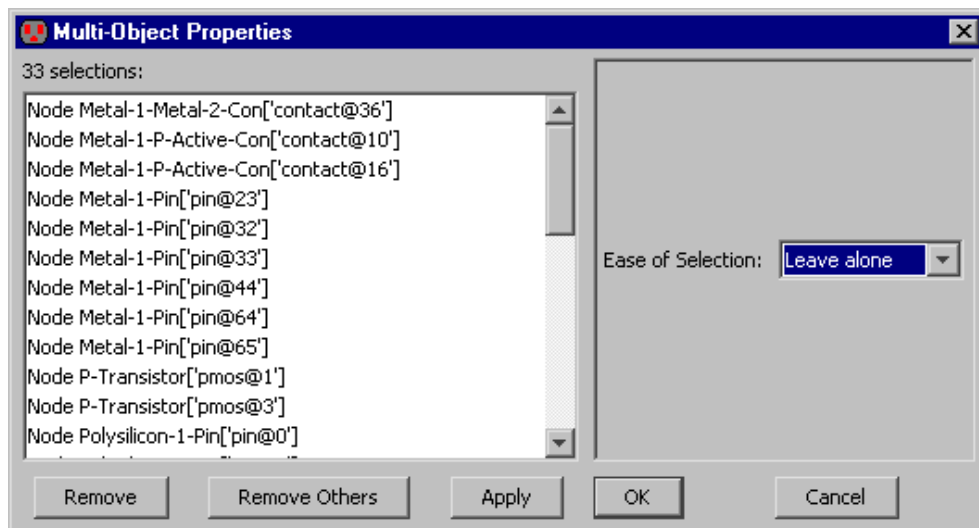 Multi-Object Properties
33 selections:
Node Metal-1-Metal-2-Con['contact@36']
Node Metal-1-P-Active-Con['contact@10']
Node Metal-1-P-Active-Con['contact@16']
Node Metal-1-Pin['pin@23']
Node Metal-1-Pin['pin@32']
Node Metal-1-Pin['pin@33']
Node Metal-1-Pin['pin@44']
Node Metal-1-Pin['pin@64']
Node Metal-1-Pin['pin@65']
Node P-Transistor['pmos@1']
Node P-Transistor['pmos@3']
Node Polysilicon-1-Pin['pin@0']
Ease of Selection: Leave alone
Remove Remove Others Apply OK Cancel